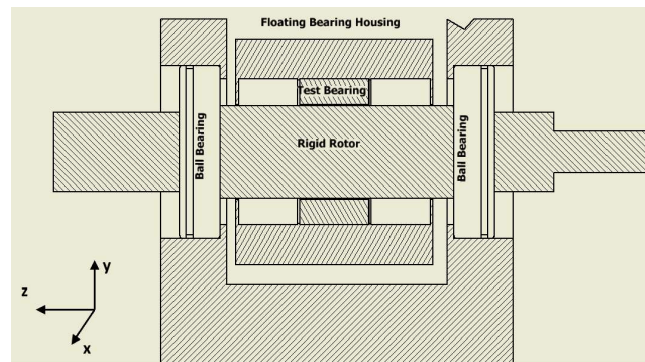 Floating Bearing Housing
Test Bearing
Ball Bearing
Rigid Rotor
Ball Bearing
y
z
x